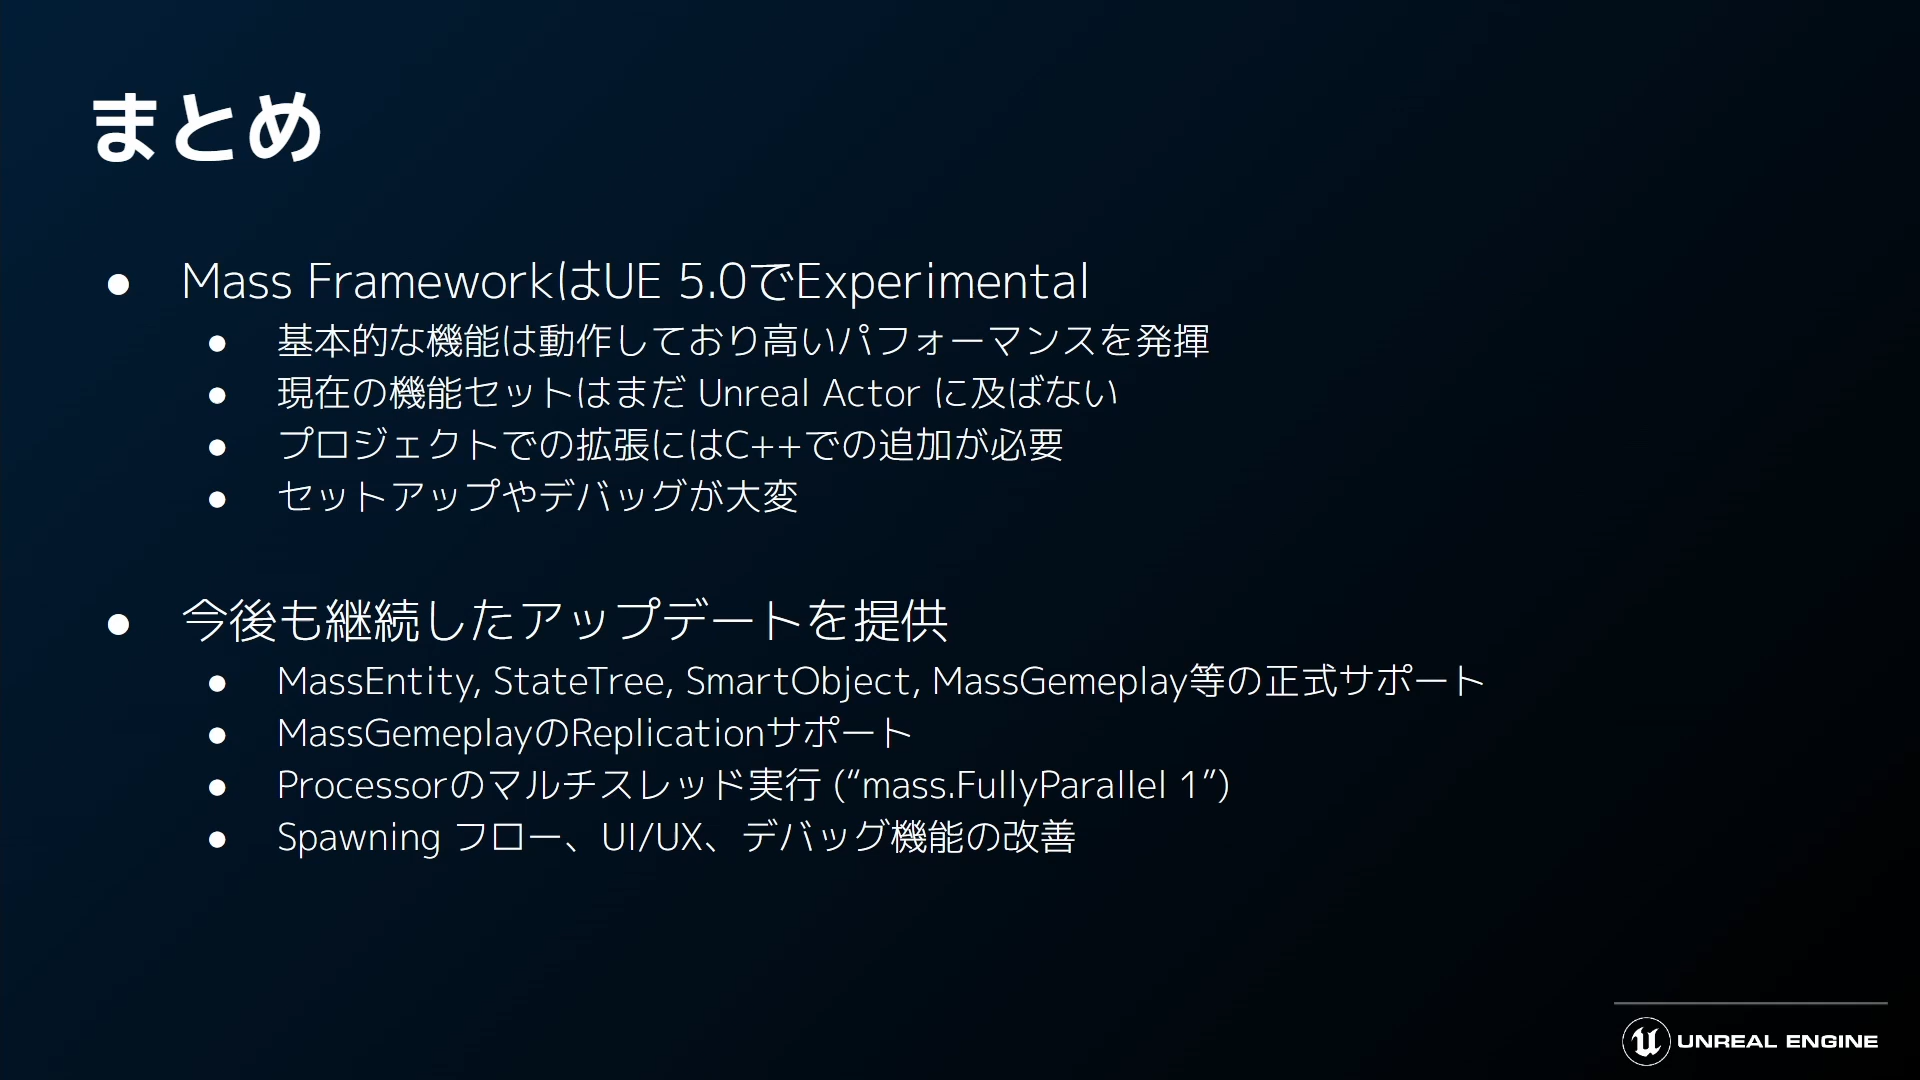 まとめ
● Mass FrameworkはUE 5.0でExperimental
● 基本的な機能は動作しており高いパフォーマンスを発揮
● 現在の機能セットはまだ Unreal Actor に及ばない
● プロジェクトでの拡張にはC++での追加が必要
● セットアップやデバッグが大変
● 今後も継続したアップデートを提供
● MassEntity, StateTree, SmartObject, MassGemeplay等の正式サポート
● MassGemeplayのReplicationサポート
● Processorのマルチスレッド実行 (“mass.FullyParallel 1”)
● Spawning フロー、UI/UX、デバッグ機能の改善
UNREAL ENGINE